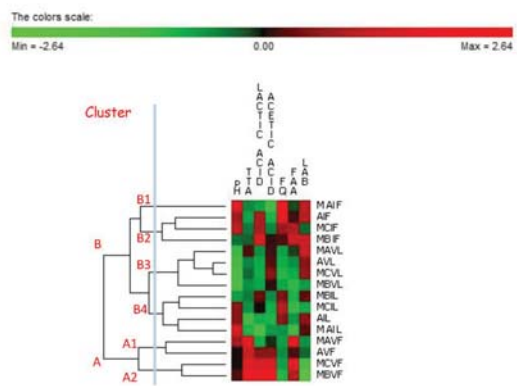 The colors scale:
Min = -2.64 0.00 Max = 2.64
Cluster
pH
TTA
LACTIC ACID
ACETIC ACID
FQ
FAA
LAB
B1
B2
B
B3
B4
A1
A
A2
MAIF
AIF
MCIF
MBIF
MAVL
AVL
MCVL
MBVL
MBIL
MCIL
AIL
MAIL
MAVF
AVF
MCVF
MBVF